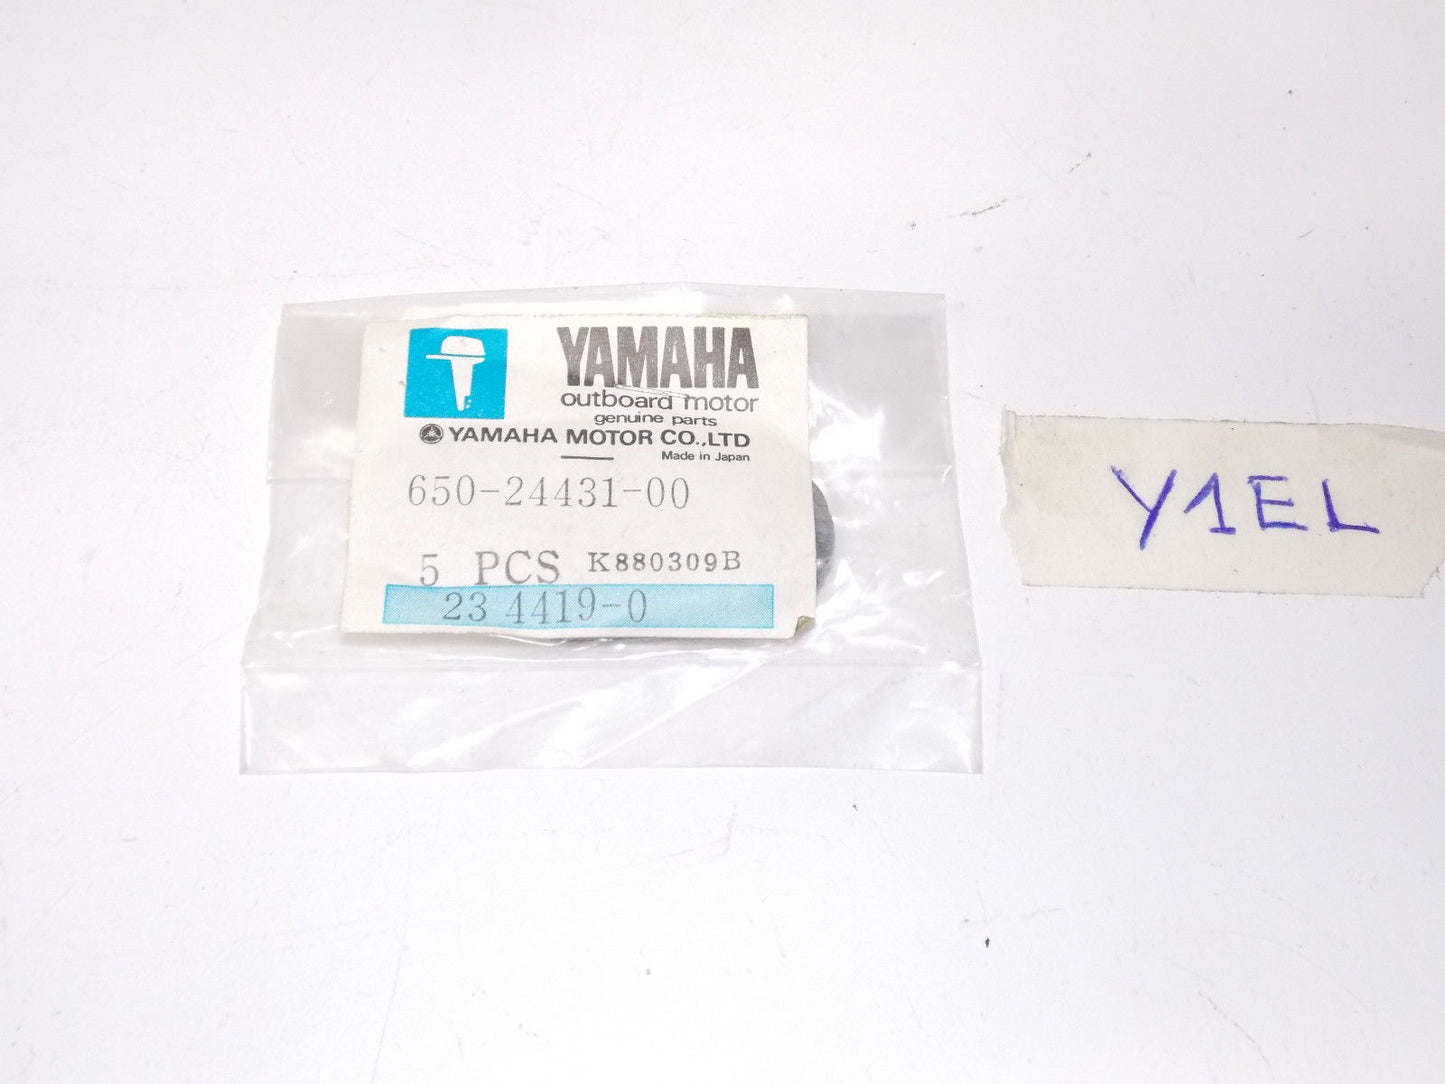 YAMAHA
outboard motor
genuine parts
YAMAHA MOTOR CO.,LTD
Made in Japan
650-24431-00
5 PCS K880309B
23 4419-0
Y1EL